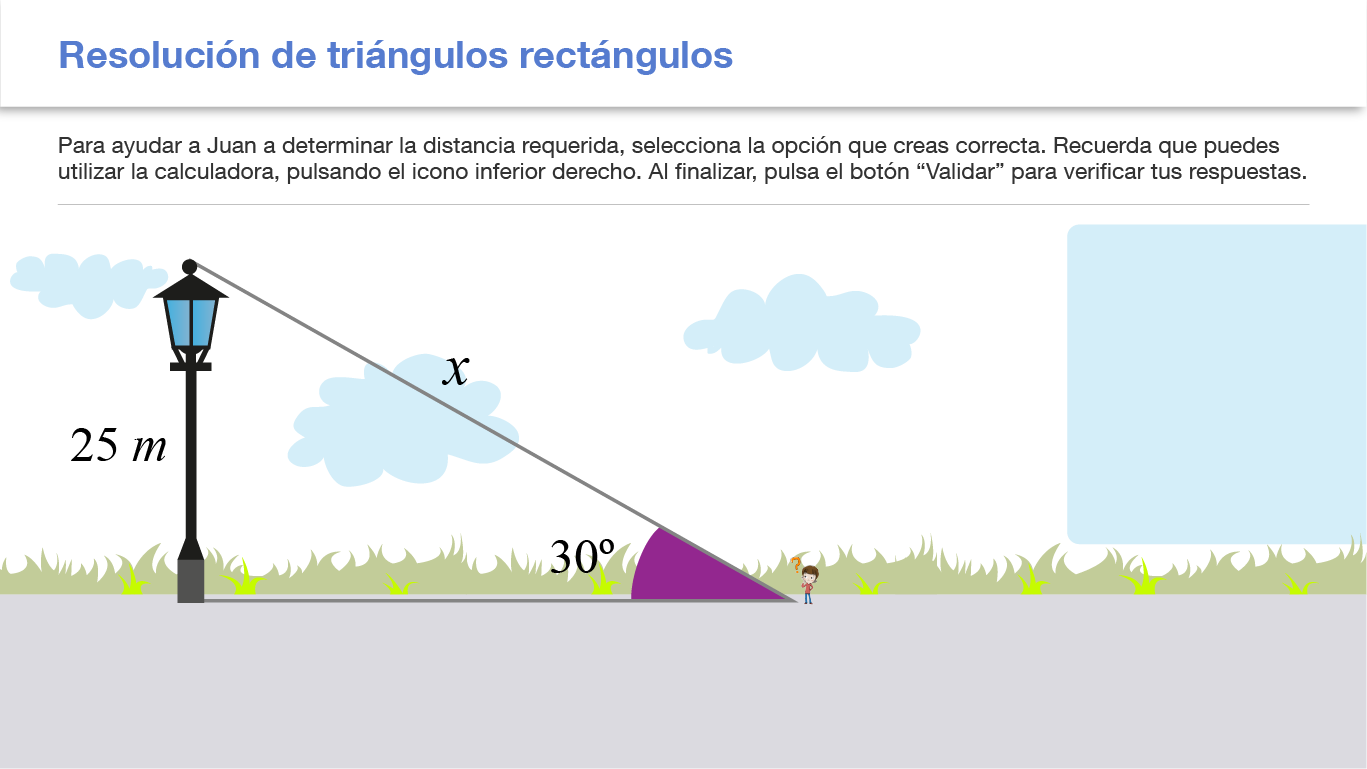 Resolución de triángulos rectángulos
Para ayudar a Juan a determinar la distancia requerida, selecciona la opción que creas correcta. Recuerda que puedes
utilizar la calculadora, pulsando el icono inferior derecho. Al finalizar, pulsa el botón “Validar” para verificar tus respuestas.
x
25 m
30º
?